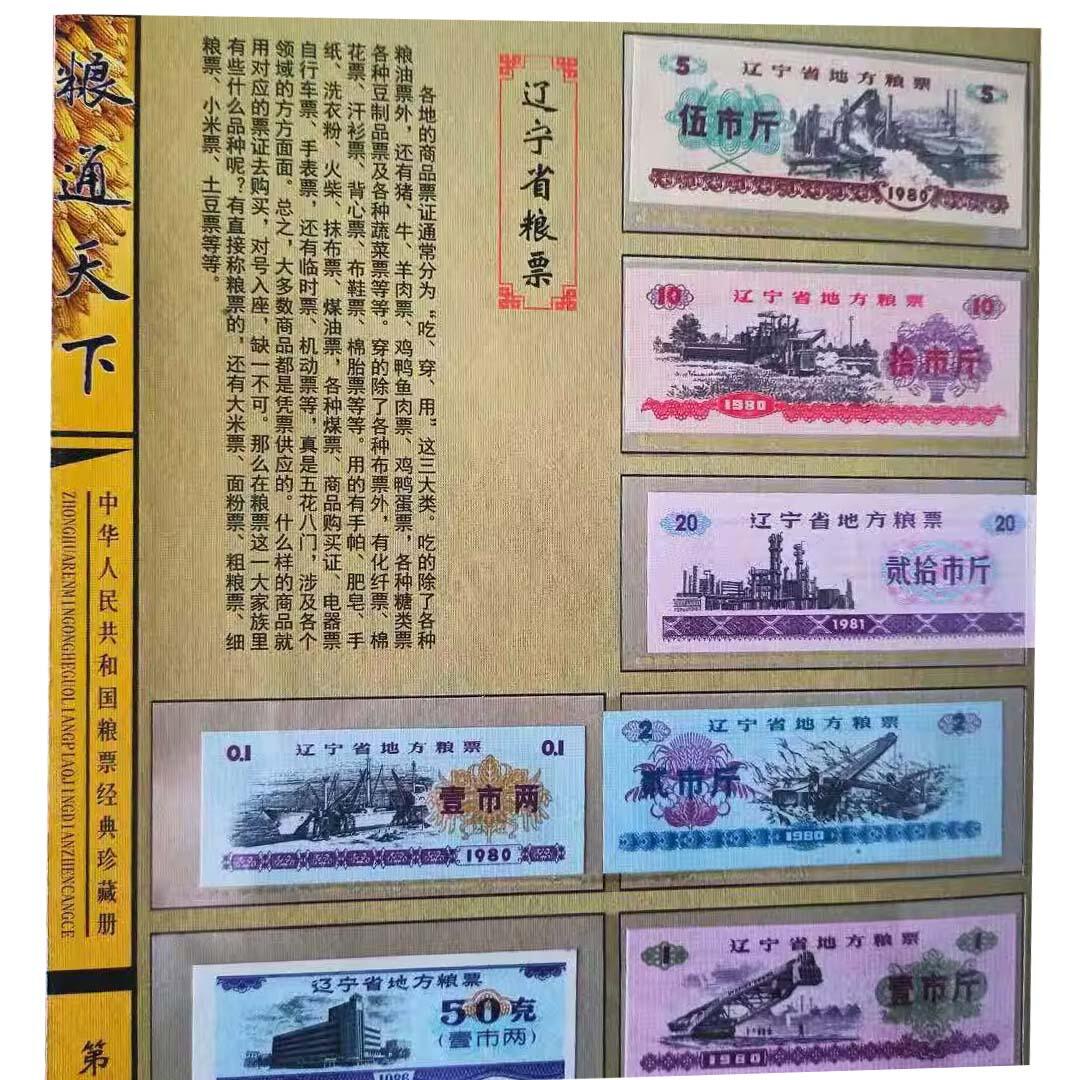 粮通天下
中华人民共和国粮票经典珍藏册
ZHONGHUARENMINGONGHEGUOLIANGPIAOJINGDIANZHENCANGCE
第
辽宁省粮票
各地的商品票证通常分为“吃、穿、用”这三大类。吃的除了各种
粮油票外，还有猪、牛、羊肉票、鸡鸭鱼肉票、鸡鸭蛋票，各种糖类票
各种豆制品票及各种蔬菜票等等。穿的除了各种布票外，有化纤票、棉
花票、汗衫票、背心票、布鞋票、棉胎票等等。用的有手帕、肥皂、手
纸、洗衣粉、火柴、抹布票、煤油票，各种煤票、商品购买证、电器票
自行车票、手表票，还有临时票、机动票等，真是五花八门，涉及各个
领域的方方面面。总之，大多数商品都是凭票供应的。什么样的商品就
用对应的票证去购买，对号入座，缺一不可。那么在粮票这一大家族里
有些什么品种呢？有直接称粮票的，还有大米票、面粉票、粗粮票、细
粮票、小米票、土豆票等等。
5 辽宁省地方粮票 5
伍市斤
1980
10 辽宁省地方粮票 10
拾市斤
1980
20 辽宁省地方粮票 20
贰拾市斤
1981
0.1 辽宁省地方粮票 0.1
壹市两
1980
2 辽宁省地方粮票 2
贰市斤
1980
辽宁省地方粮票
50克
(壹市两)
1986
1 辽宁省地方粮票 1
壹市斤
1980